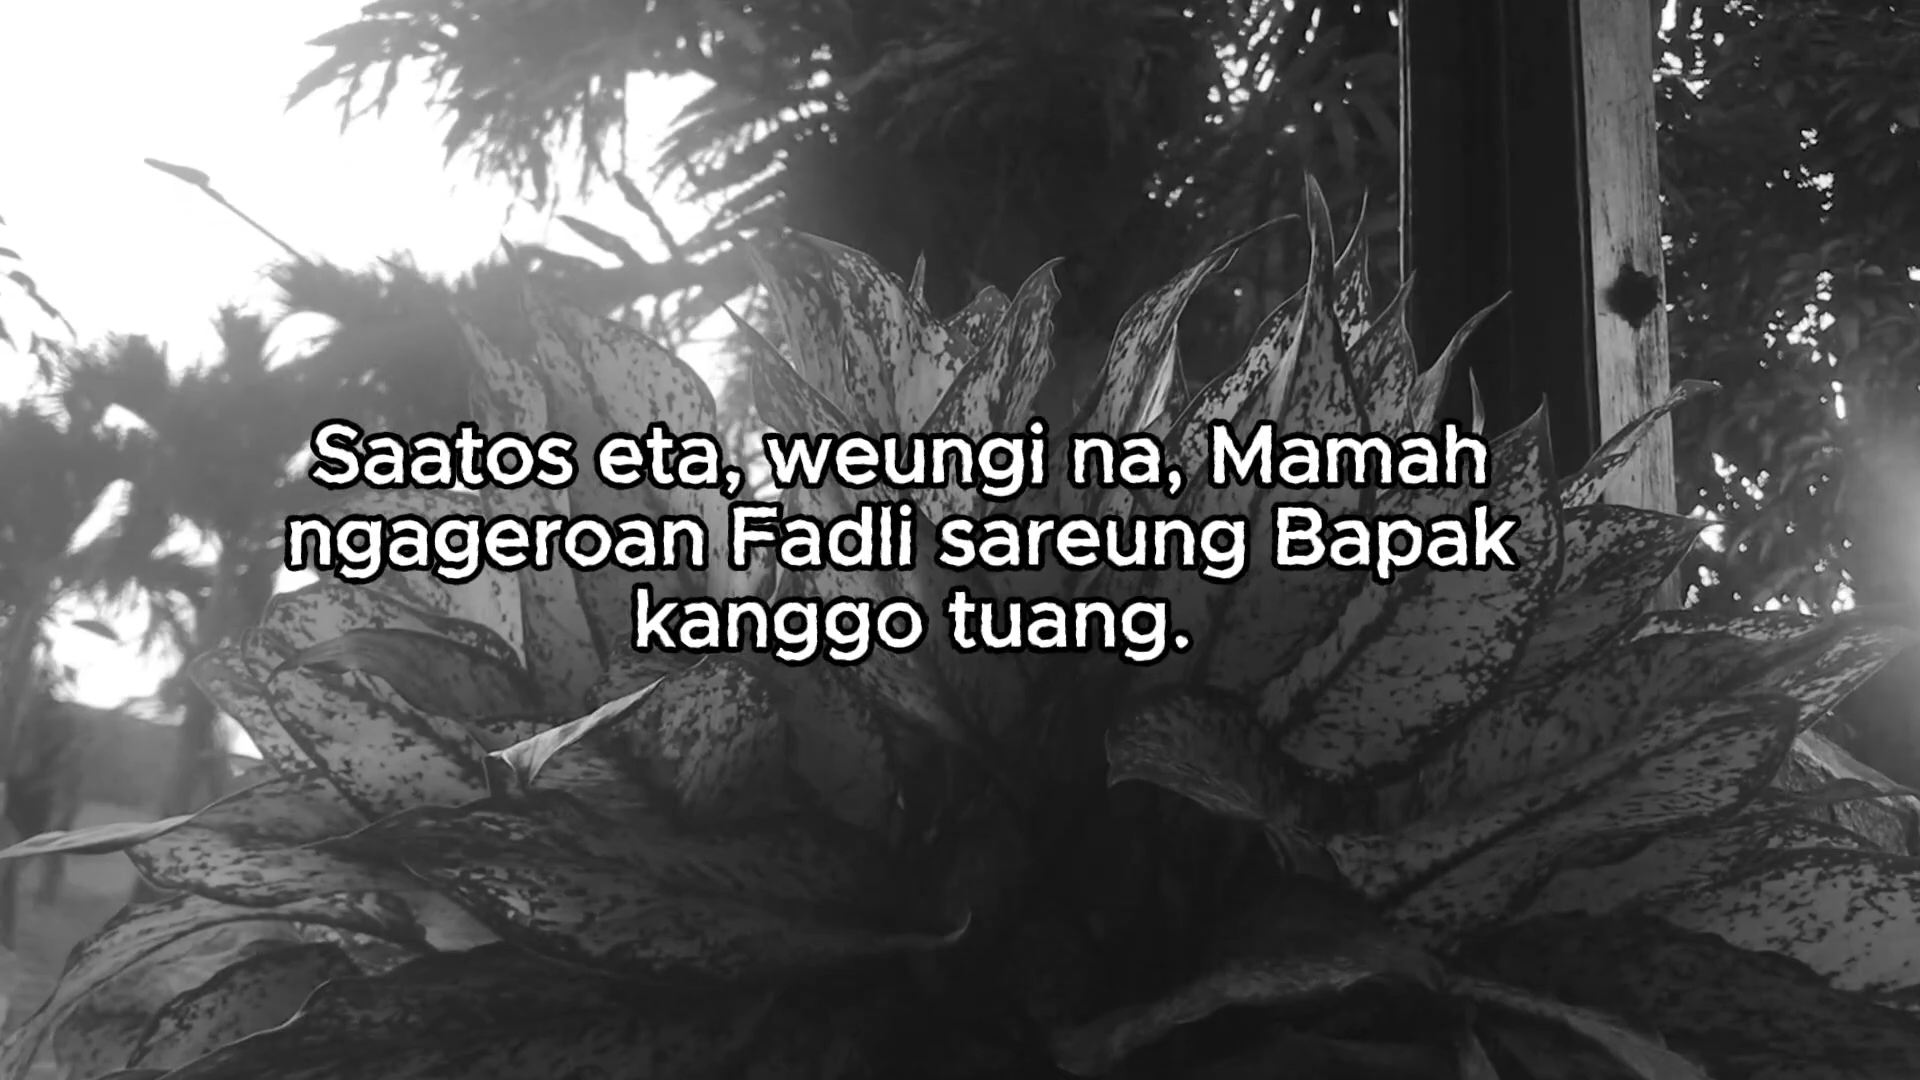 Saatos eta, weungi na, Mamah
ngageroan Fadli sareung Bapak
kanggo tuang.